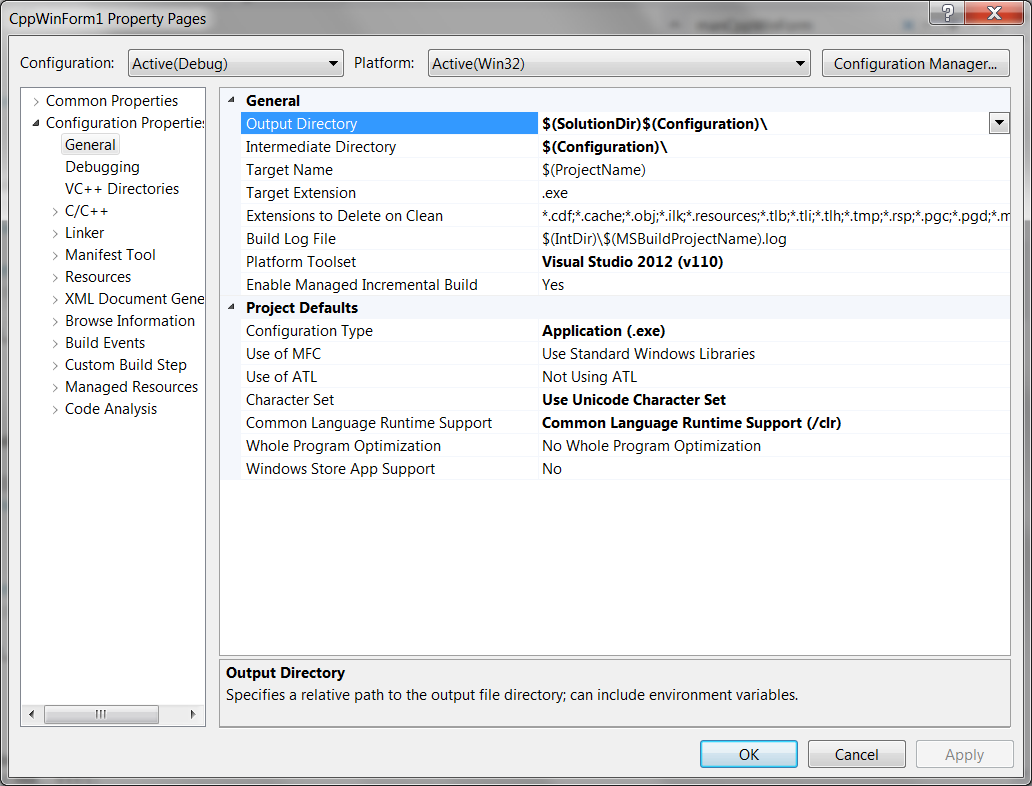 CppWinForm1 Property Pages
Configuration: Active(Debug) Platform: Active(Win32) Configuration Manager...
Common Properties
Configuration Properties
General
Debugging
VC++ Directories
C/C++
Linker
Manifest Tool
Resources
XML Document Gene
Browse Information
Build Events
Custom Build Step
Managed Resources
Code Analysis
General
Output Directory $(SolutionDir)$(Configuration)\
Intermediate Directory $(Configuration)\
Target Name $(ProjectName)
Target Extension .exe
Extensions to Delete on Clean *.cdf;*.cache;*.obj;*.ilk;*.resources;*.tlb;*.tli;*.tlh;*.tmp;*.rsp;*.pgc;*.pgd;*.m
Build Log File $(IntDir)\$(MSBuildProjectName).log
Platform Toolset Visual Studio 2012 (v110)
Enable Managed Incremental Build Yes
Project Defaults
Configuration Type Application (.exe)
Use of MFC Use Standard Windows Libraries
Use of ATL Not Using ATL
Character Set Use Unicode Character Set
Common Language Runtime Support Common Language Runtime Support (/clr)
Whole Program Optimization No Whole Program Optimization
Windows Store App Support No
Output Directory
Specifies a relative path to the output file directory; can include environment variables.
OK Cancel Apply